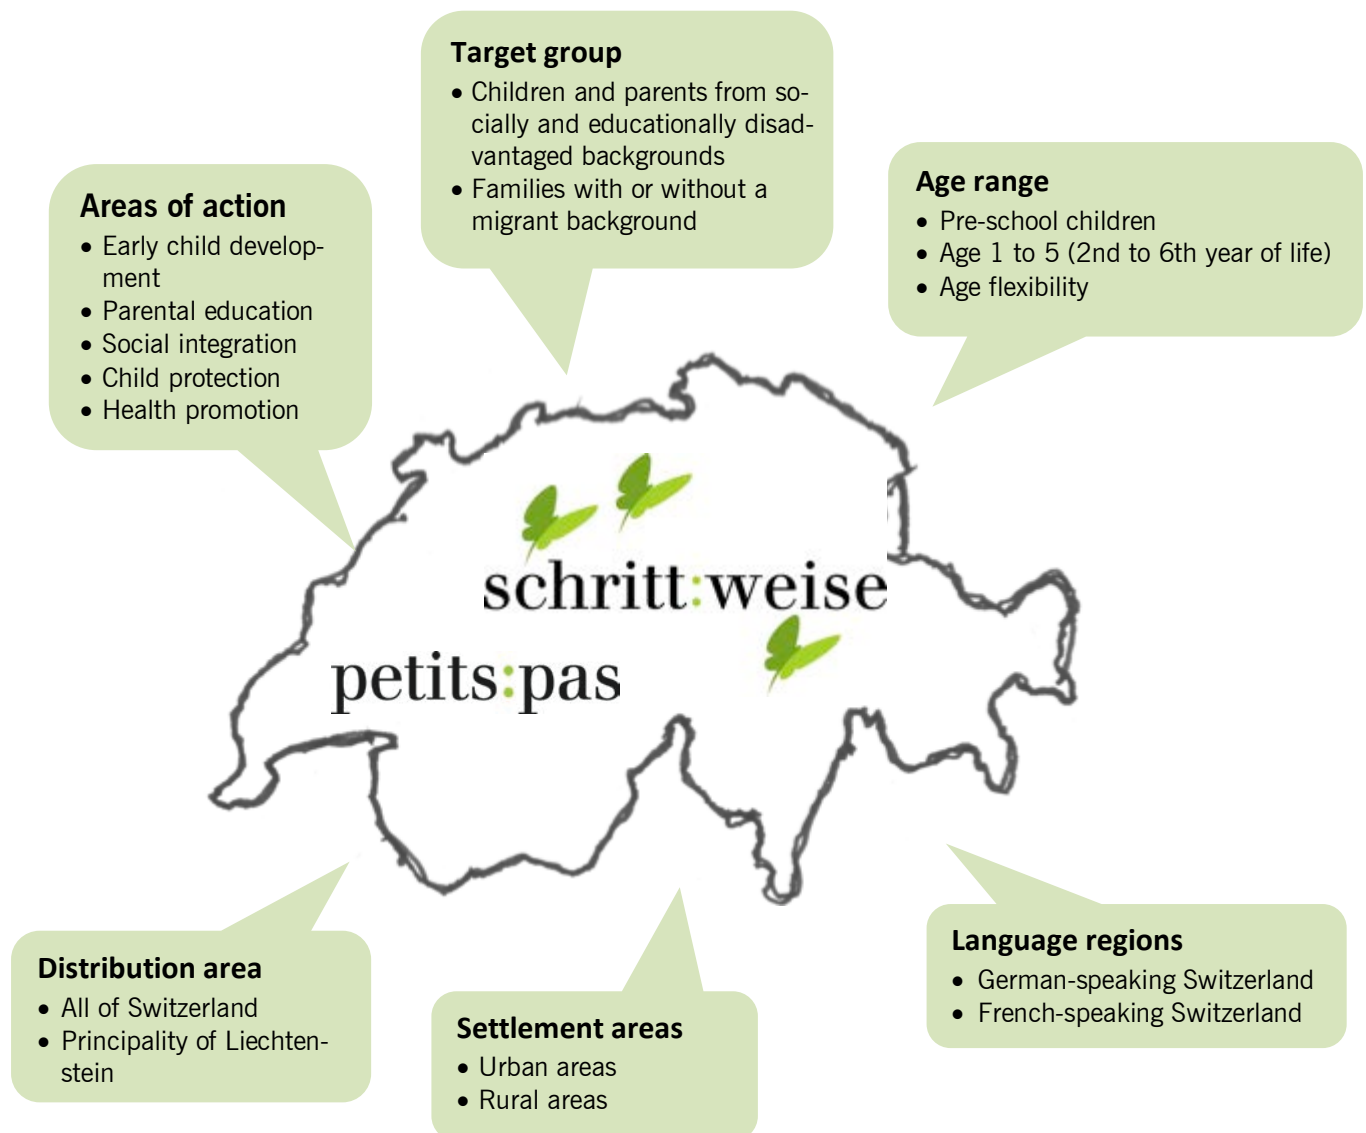 Target group
• Children and parents from so-
cially and educationally disad-
vantaged backgrounds
• Families with or without a
migrant background
Areas of action
• Early child develop-
ment
• Parental education
• Social integration
• Child protection
• Health promotion
Age range
• Pre-school children
• Age 1 to 5 (2nd to 6th year of life)
• Age flexibility
schritt:weise
petits:pas
Distribution area
• All of Switzerland
• Principality of Liechten-
stein
Settlement areas
• Urban areas
• Rural areas
Language regions
• German-speaking Switzerland
• French-speaking Switzerland